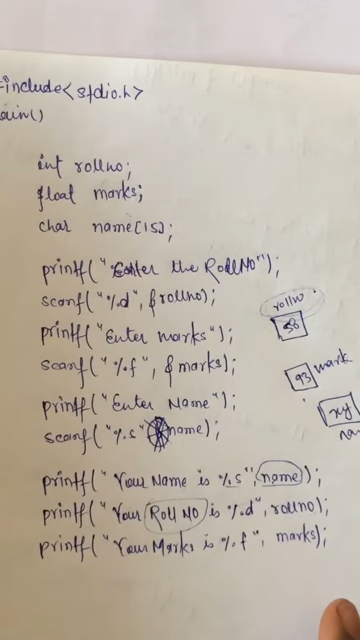 #include<stdio.h>
main()
int rollno;
float marks;
char name[15];
printf("Enter the RollNo");
scanf("%d", &rollno);
rollno.
58
printf("Enter marks");
scanf("%f", &marks);
93 mark
printf("Enter Name");
xy
scanf("%s" name);
printf("Your Name is %s", name);
printf("Your Roll No is %d", rollno);
printf("Your Marks is %f", marks);